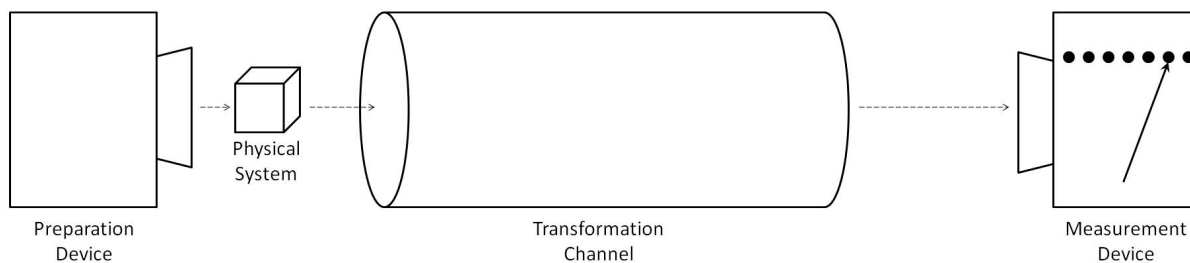 Physical
System
Preparation
Device
Transformation
Channel
Measurement
Device